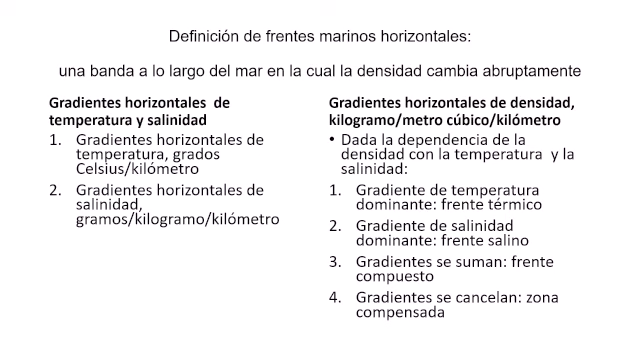 Definición de frentes marinos horizontales:
una banda a lo largo del mar en la cual la densidad cambia abruptamente
Gradientes horizontales de
temperatura y salinidad
1. Gradientes horizontales de
temperatura, grados
Celsius/kilómetro
2. Gradientes horizontales de
salinidad,
gramos/kilogramo/kilómetro
Gradientes horizontales de densidad,
kilogramo/metro cúbico/kilómetro
• Dada la dependencia de la
densidad con la temperatura y la
salinidad:
1. Gradiente de temperatura
dominante: frente térmico
2. Gradiente de salinidad
dominante: frente salino
3. Gradientes se suman: frente
compuesto
4. Gradientes se cancelan: zona
compensada